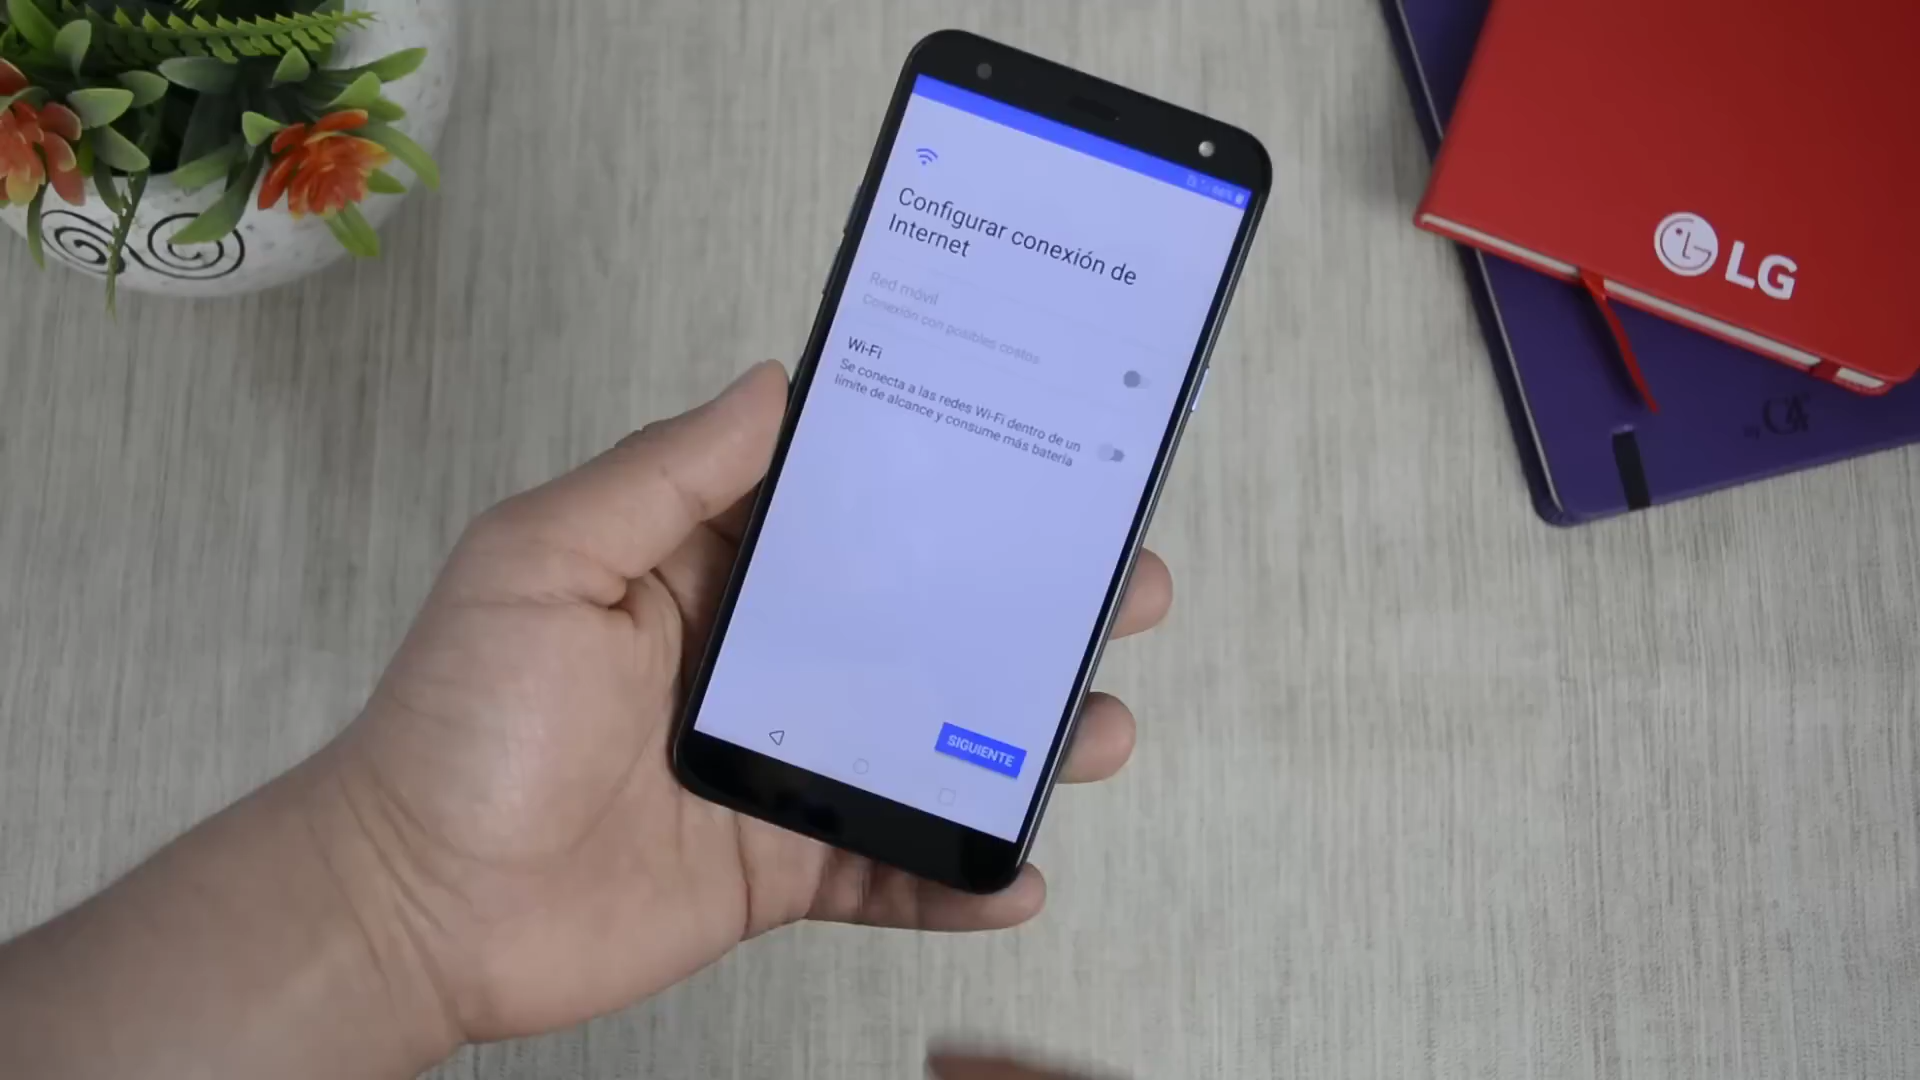 Configurar conexión de
Internet
Red móvil
Conexión con posibles costos
Wi-Fi
Se conecta a las redes Wi-Fi dentro de un
límite de alcance y consume más batería
SIGUIENTE
LG
by